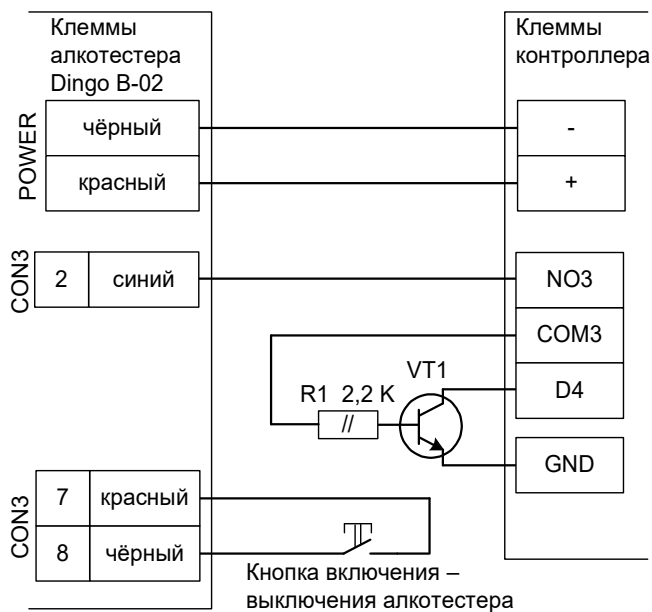 Клеммы
алкотестера
Dingo B-02
Клеммы
контроллера
POWER
чёрный
-
красный
+
CON3
2
синий
NO3
COM3
VT1
R1 2,2 K
//
D4
GND
CON3
7
красный
8
чёрный
Кнопка включения –
выключения алкотестера